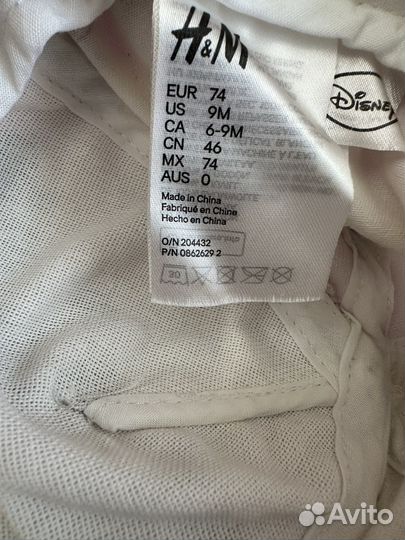 H&M
Disney
EUR 74
US 9M
CA 6-9M
CN 46
MX 74
AUS 0
Made in China
Fabriqué en Chine
Hecho en China
O/N 204432
P/N 0862629 2
30
Avito